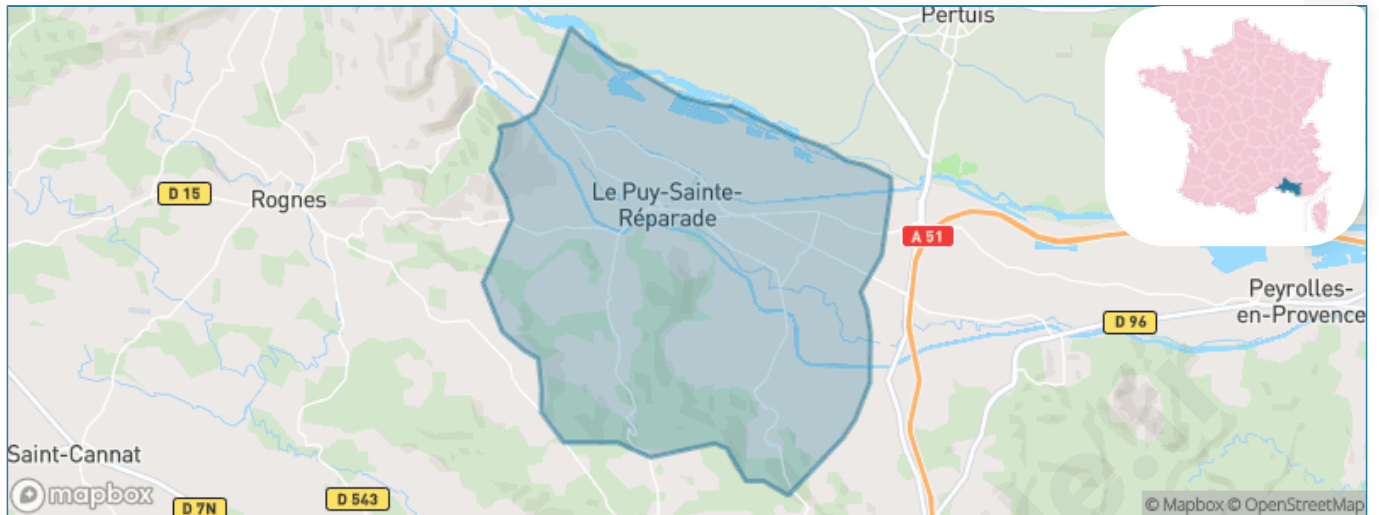 Pertuis
D 15
Rognes
Le Puy-Sainte-
Réparade
A 51
Peyrolles-
en-Provence
D 96
Saint-Cannat
mapbox
D 7N
D 543
© Mapbox © OpenStreetMap